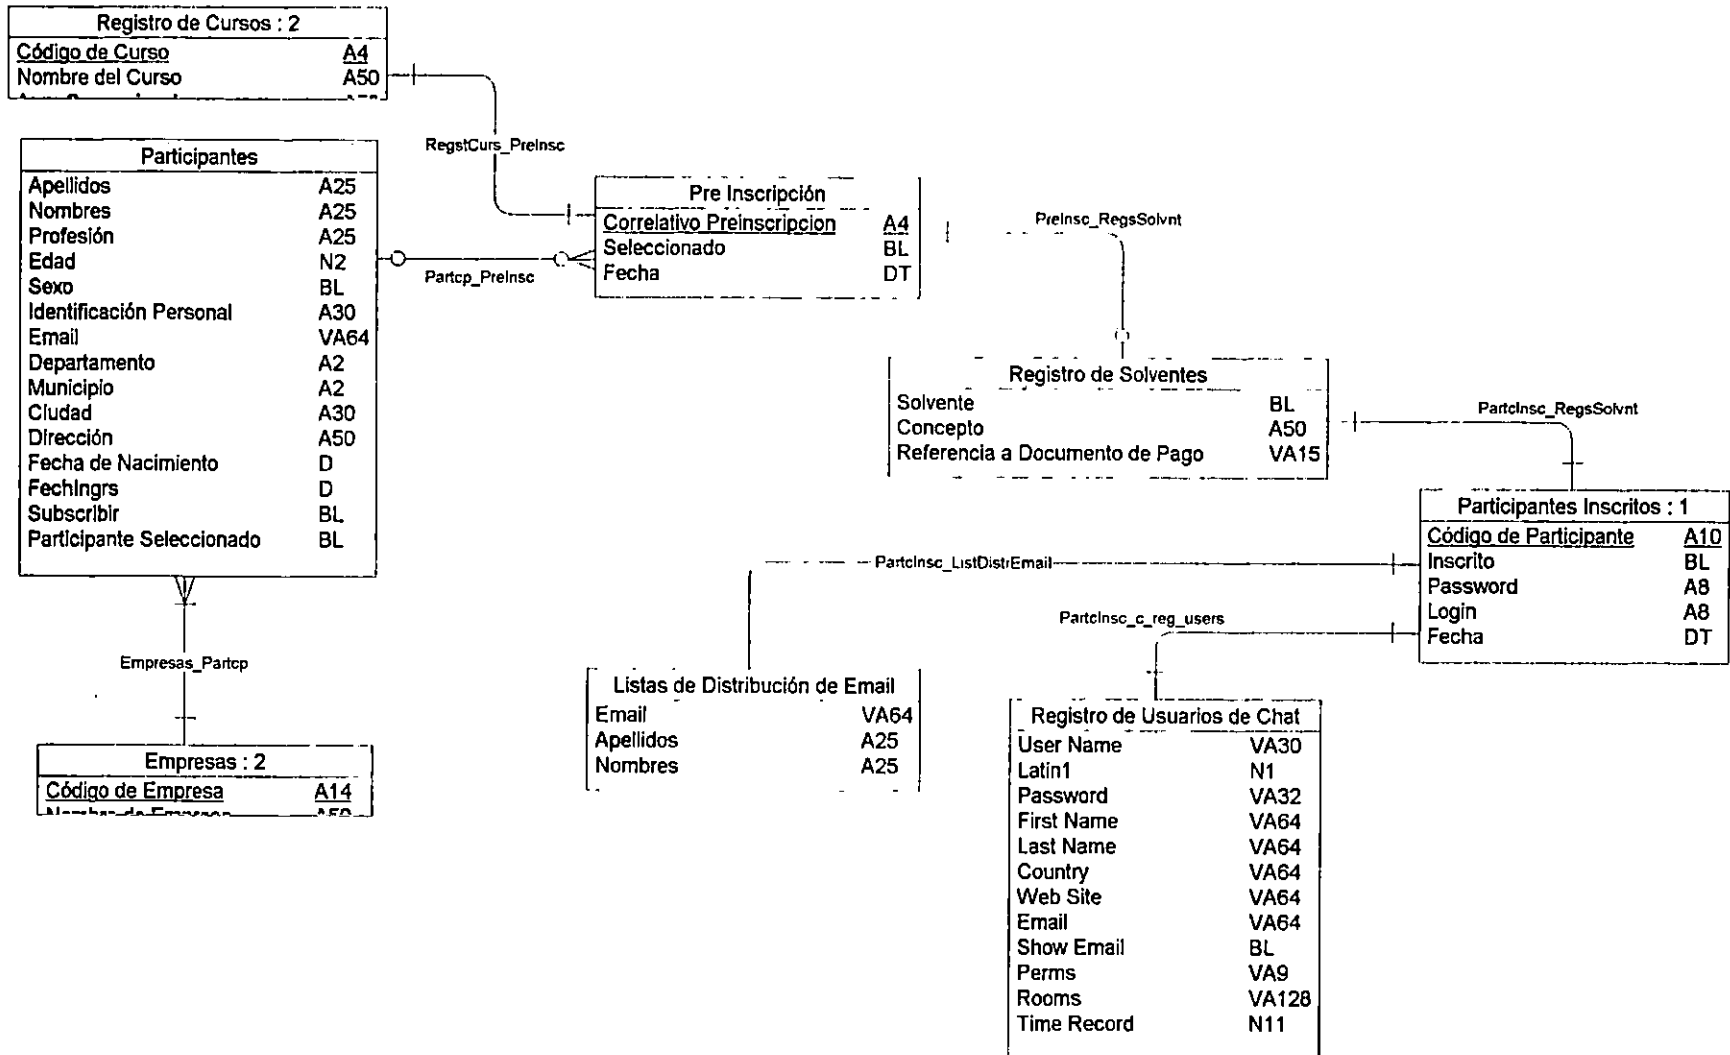 Registro de Cursos : 2
Código de Curso A4
Nombre del Curso A50
RegstCurs_PreInsc
Participantes
Apellidos A25
Nombres A25
Profesión A25
Edad N2
Sexo BL
Identificación Personal A30
Email VA64
Departamento A2
Municipio A2
Ciudad A30
Dirección A50
Fecha de Nacimiento D
FechIngrs D
Subscribir BL
Participante Seleccionado BL
Partcp_PreInsc
Pre Inscripción
Correlativo Preinscripcion A4
Seleccionado BL
Fecha DT
PreInsc_RegsSolvnt
Registro de Solventes
Solvente BL
Concepto A50
Referencia a Documento de Pago VA15
PartcInsc_RegsSolvnt
Participantes Inscritos : 1
Código de Participante A10
Inscrito BL
Password A8
Login A8
Fecha DT
PartcInsc_ListDistrEmail
PartcInsc_c_reg_users
Empresas_Partcp
Empresas : 2
Código de Empresa A14
Nombre de Empresa A50
Listas de Distribución de Email
Email VA64
Apellidos A25
Nombres A25
Registro de Usuarios de Chat
User Name VA30
Latin1 N1
Password VA32
First Name VA64
Last Name VA64
Country VA64
Web Site VA64
Email VA64
Show Email BL
Perms VA9
Rooms VA128
Time Record N11